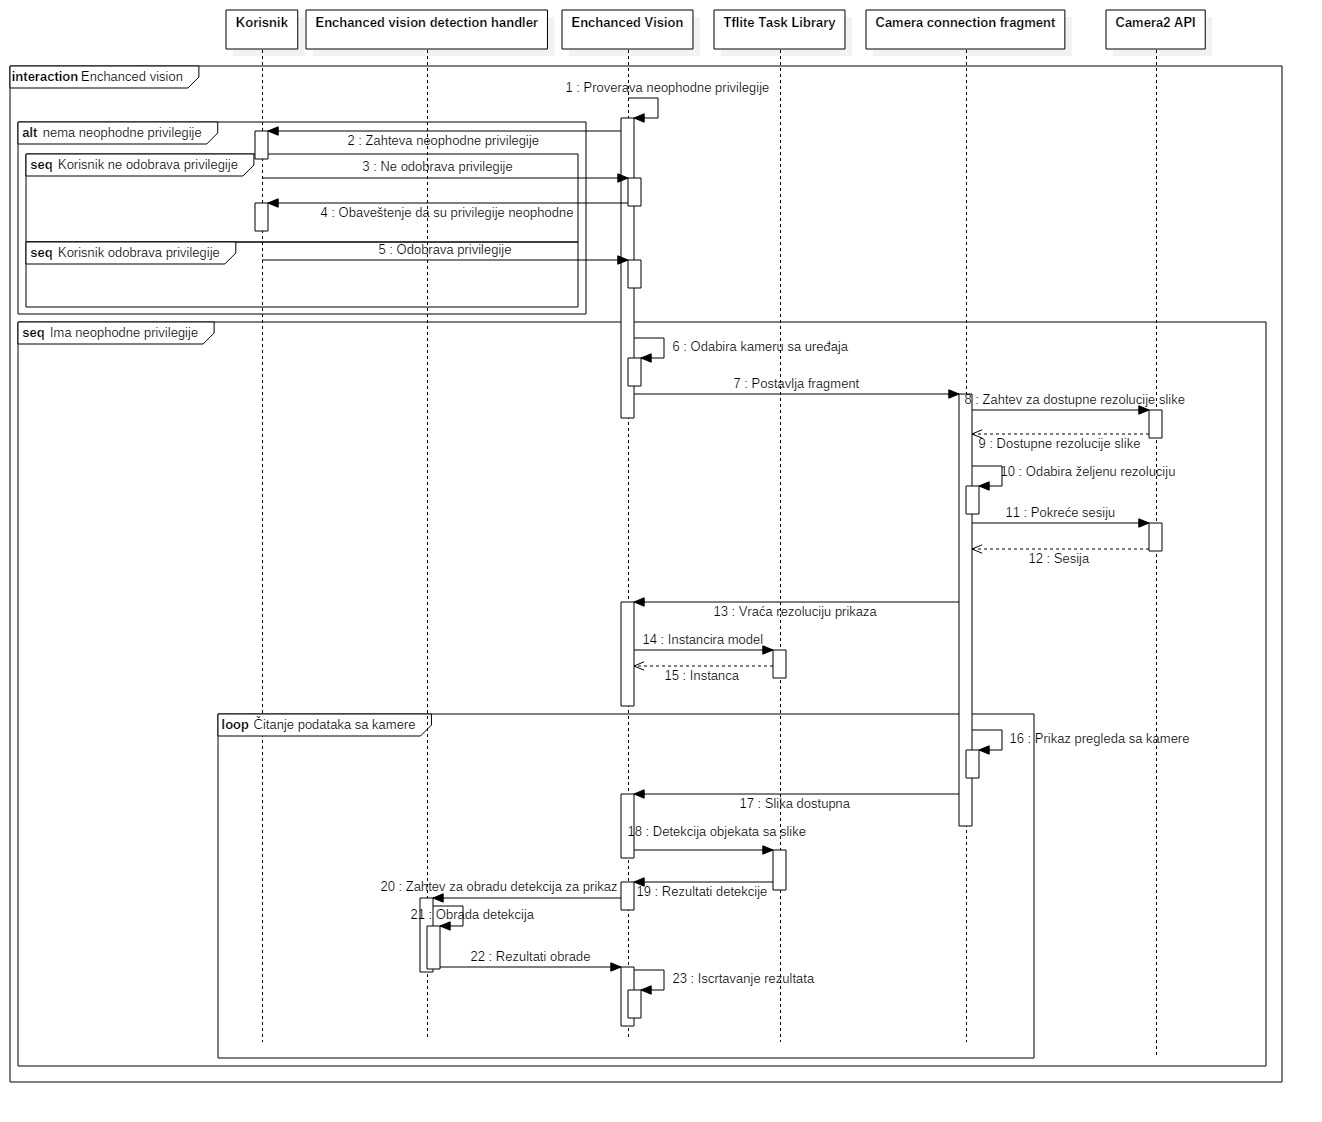 Korisnik
Enchanced vision detection handler
Enchanced Vision
Tflite Task Library
Camera connection fragment
Camera2 API
interaction Enchanced vision
1 : Proverava neophodne privilegije
alt nema neophodne privilegije
2 : Zahteva neophodne privilegije
seq Korisnik ne odobrava privilegije
3 : Ne odobrava privilegije
4 : Obaveštenje da su privilegije neophodne
seq Korisnik odobrava privilegije
5 : Odobrava privilegije
seq Ima neophodne privilegije
6 : Odabira kameru sa uređaja
7 : Postavlja fragment
8 : Zahtev za dostupne rezolucije slike
9 : Dostupne rezolucije slike
10 : Odabira željenu rezoluciju
11 : Pokreće sesiju
12 : Sesija
13 : Vraća rezoluciju prikaza
14 : Instancira model
15 : Instanca
loop Čitanje podataka sa kamere
16 : Prikaz pregleda sa kamere
17 : Slika dostupna
18 : Detekcija objekata sa slike
20 : Zahtev za obradu detekcija za prikaz
19 : Rezultati detekcije
21 : Obrada detekcija
22 : Rezultati obrade
23 : Iscrtavanje rezultata